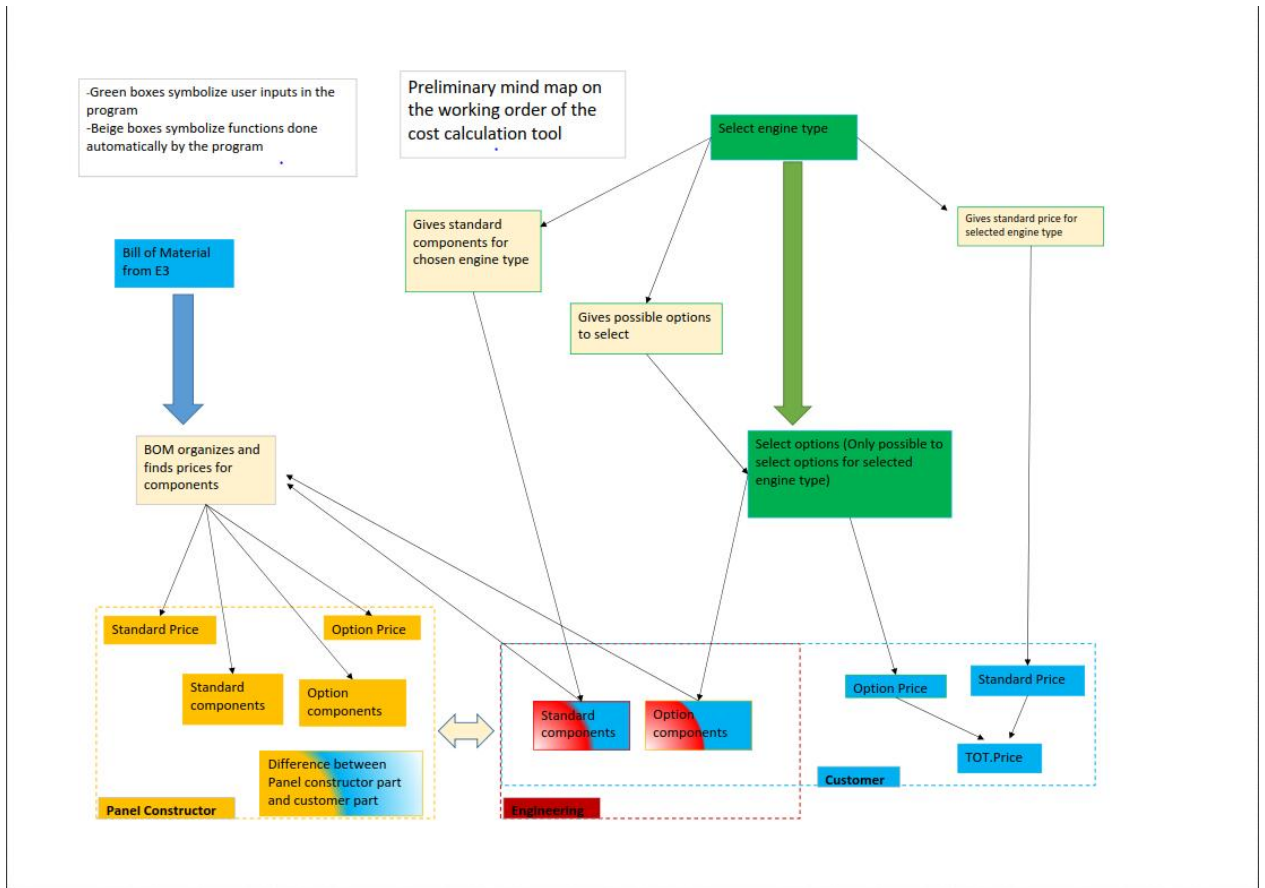 -Green boxes symbolize user inputs in the
program
-Beige boxes symbolize functions done
automatically by the program
Preliminary mind map on
the working order of the
cost calculation tool
Select engine type
Gives standard
components for
chosen engine type
Gives standard price for
selected engine type
Bill of Material
from E3
Gives possible options
to select
BOM organizes and
finds prices for
components
Select options (Only possible to
select options for selected
engine type)
Standard Price
Option Price
Standard
components
Option
components
Difference between
Panel constructor part
and customer part
Panel Constructor
Standard
components
Option
components
Engineering
Option Price
Standard Price
TOT.Price
Customer